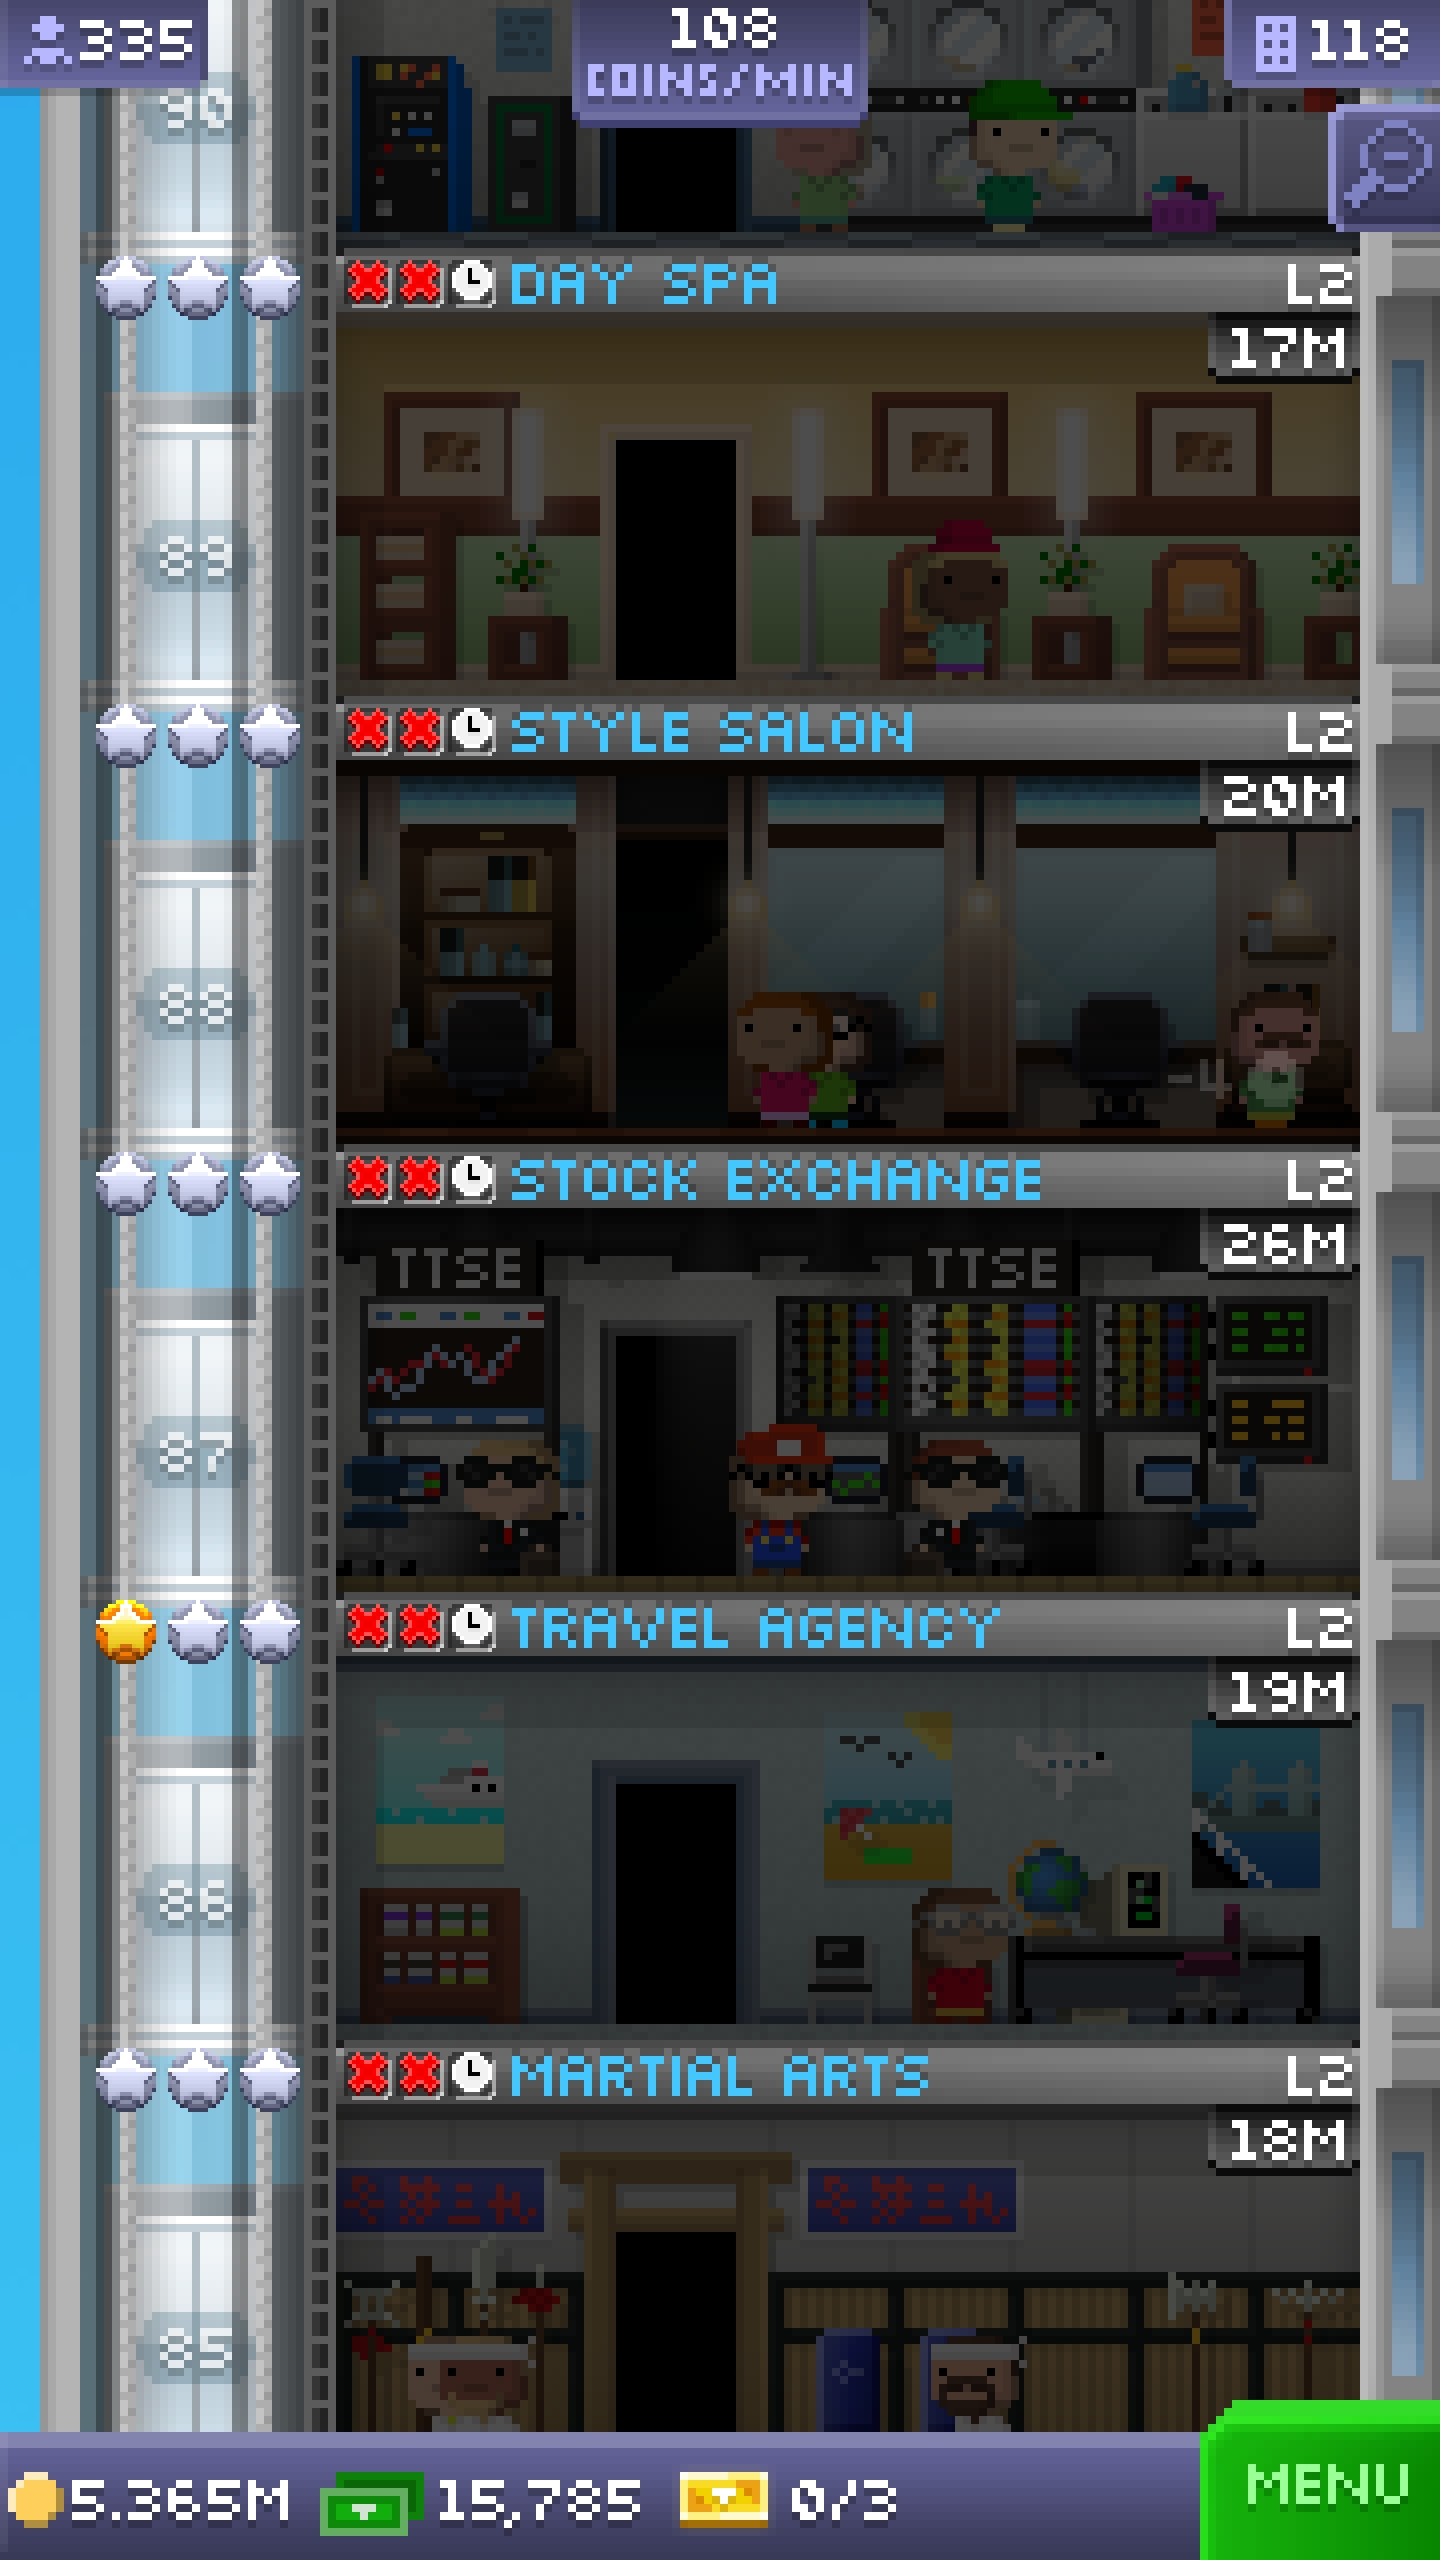 335
108
COINS/MIN
118
90
DAY SPA
L2
17M
89
STYLE SALON
L2
20M
88
-4
STOCK EXCHANGE
L2
26M
TTSE
TTSE
87
TRAVEL AGENCY
L2
19M
86
MARTIAL ARTS
L2
18M
85
5.365M
15,785
0/3
MENU